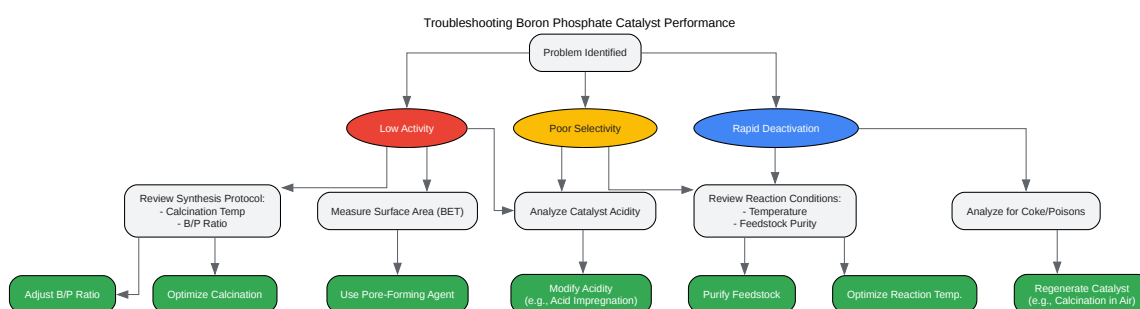 Troubleshooting Boron Phosphate Catalyst Performance
Problem Identified
Low Activity
Poor Selectivity
Rapid Deactivation
Review Synthesis Protocol:
- Calcination Temp
- B/P Ratio
Measure Surface Area (BET)
Analyze Catalyst Acidity
Review Reaction Conditions:
- Temperature
- Feedstock Purity
Analyze for Coke/Poisons
Adjust B/P Ratio
Optimize Calcination
Use Pore-Forming Agent
Modify Acidity
(e.g., Acid Impregnation)
Purify Feedstock
Optimize Reaction Temp.
Regenerate Catalyst
(e.g., Calcination in Air)